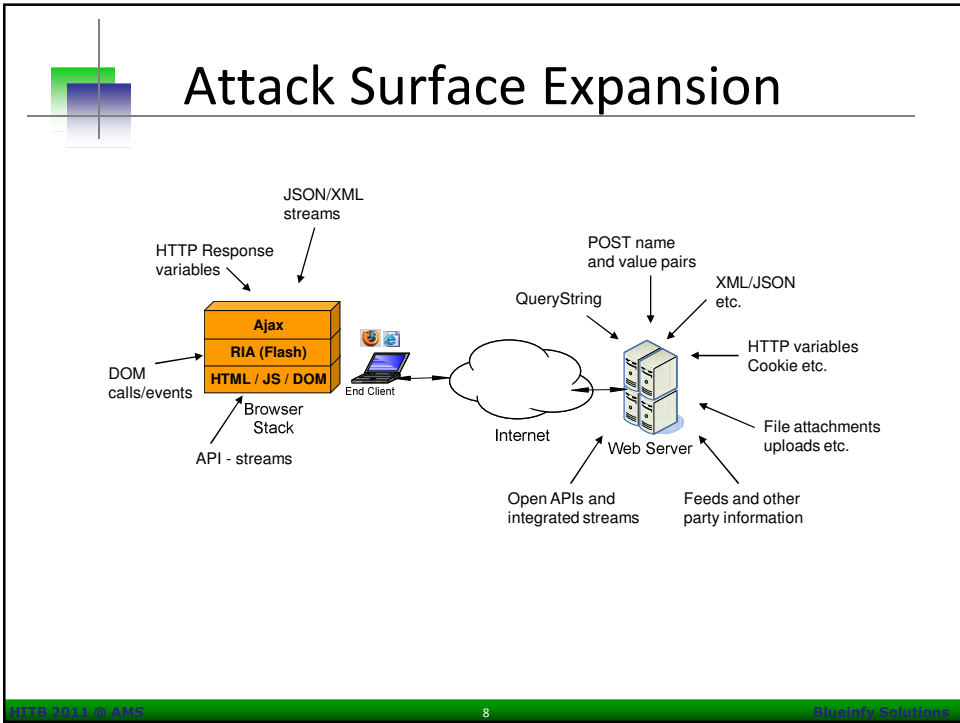 Attack Surface Expansion
JSON/XML
streams
HTTP Response
variables
Ajax
RIA (Flash)
HTML / JS / DOM
DOM
calls/events
Browser
Stack
API - streams
End Client
Internet
POST name
and value pairs
QueryString
XML/JSON
etc.
HTTP variables
Cookie etc.
File attachments
uploads etc.
Web Server
Open APIs and
integrated streams
Feeds and other
party information
HITB 2011 @ AMS
8
Blueinfy Solutions